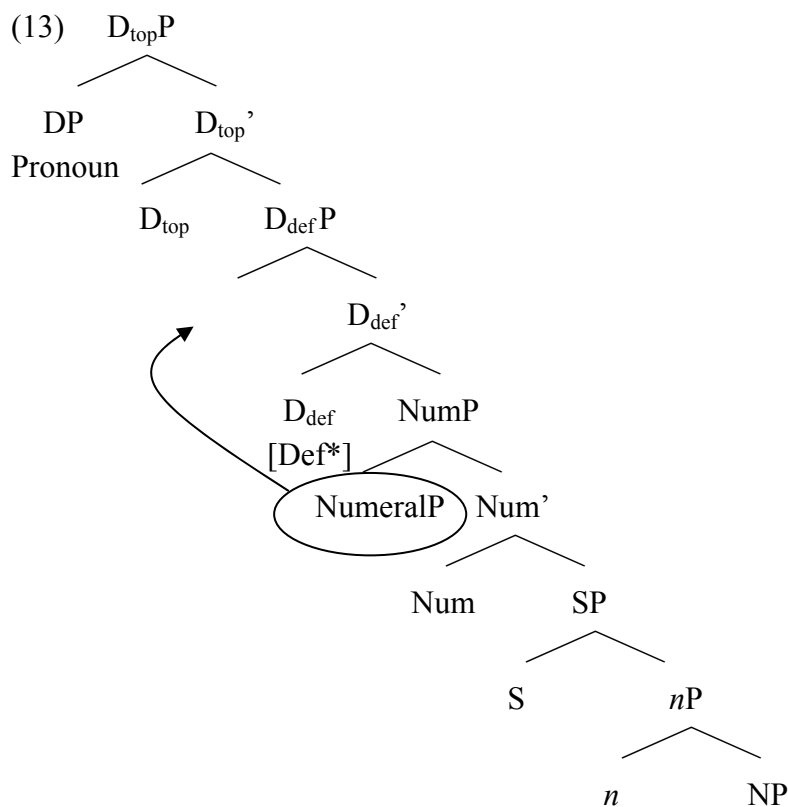 (13) DtopP
DP Dtop’
Pronoun
Dtop DdefP
Ddef’
Ddef NumP
[Def*]
NumeralP Num’
Num SP
S nP
n NP